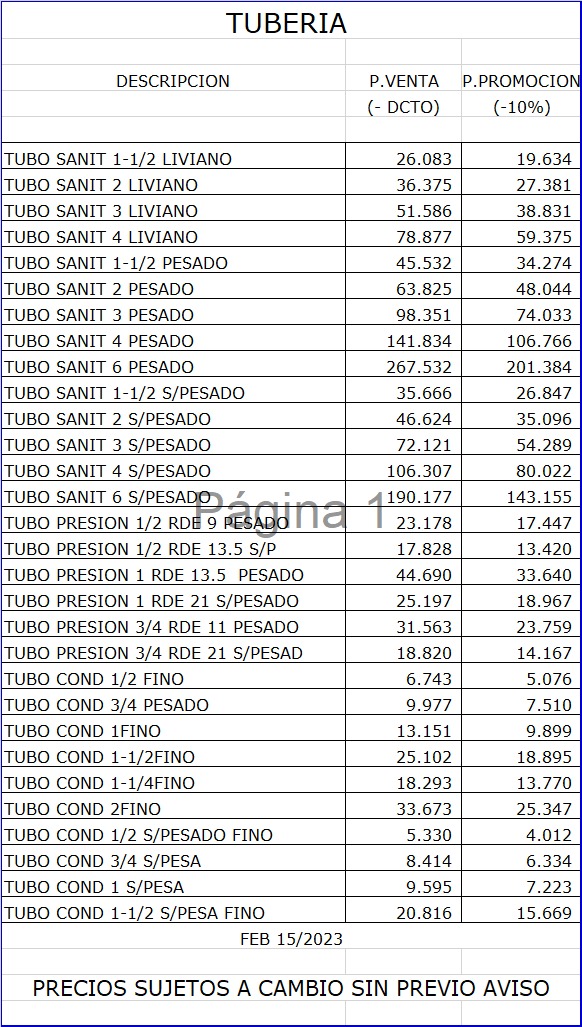 TUBERIA
DESCRIPCION P.VENTA P.PROMOCION
(- DCTO) (-10%)
TUBO SANIT 1-1/2 LIVIANO 26.083 19.634
TUBO SANIT 2 LIVIANO 36.375 27.381
TUBO SANIT 3 LIVIANO 51.586 38.831
TUBO SANIT 4 LIVIANO 78.877 59.375
TUBO SANIT 1-1/2 PESADO 45.532 34.274
TUBO SANIT 2 PESADO 63.825 48.044
TUBO SANIT 3 PESADO 98.351 74.033
TUBO SANIT 4 PESADO 141.834 106.766
TUBO SANIT 6 PESADO 267.532 201.384
TUBO SANIT 1-1/2 S/PESADO 35.666 26.847
TUBO SANIT 2 S/PESADO 46.624 35.096
TUBO SANIT 3 S/PESADO 72.121 54.289
TUBO SANIT 4 S/PESADO 106.307 80.022
TUBO SANIT 6 S/PESADO 190.177 143.155
Página 1
TUBO PRESION 1/2 RDE 9 PESADO 23.178 17.447
TUBO PRESION 1/2 RDE 13.5 S/P 17.828 13.420
TUBO PRESION 1 RDE 13.5  PESADO 44.690 33.640
TUBO PRESION 1 RDE 21 S/PESADO 25.197 18.967
TUBO PRESION 3/4 RDE 11 PESADO 31.563 23.759
TUBO PRESION 3/4 RDE 21 S/PESAD 18.820 14.167
TUBO COND 1/2 FINO 6.743 5.076
TUBO COND 3/4 PESADO 9.977 7.510
TUBO COND 1FINO 13.151 9.899
TUBO COND 1-1/2FINO 25.102 18.895
TUBO COND 1-1/4FINO 18.293 13.770
TUBO COND 2FINO 33.673 25.347
TUBO COND 1/2 S/PESADO FINO 5.330 4.012
TUBO COND 3/4 S/PESA 8.414 6.334
TUBO COND 1 S/PESA 9.595 7.223
TUBO COND 1-1/2 S/PESA FINO 20.816 15.669
FEB 15/2023
PRECIOS SUJETOS A CAMBIO SIN PREVIO AVISO